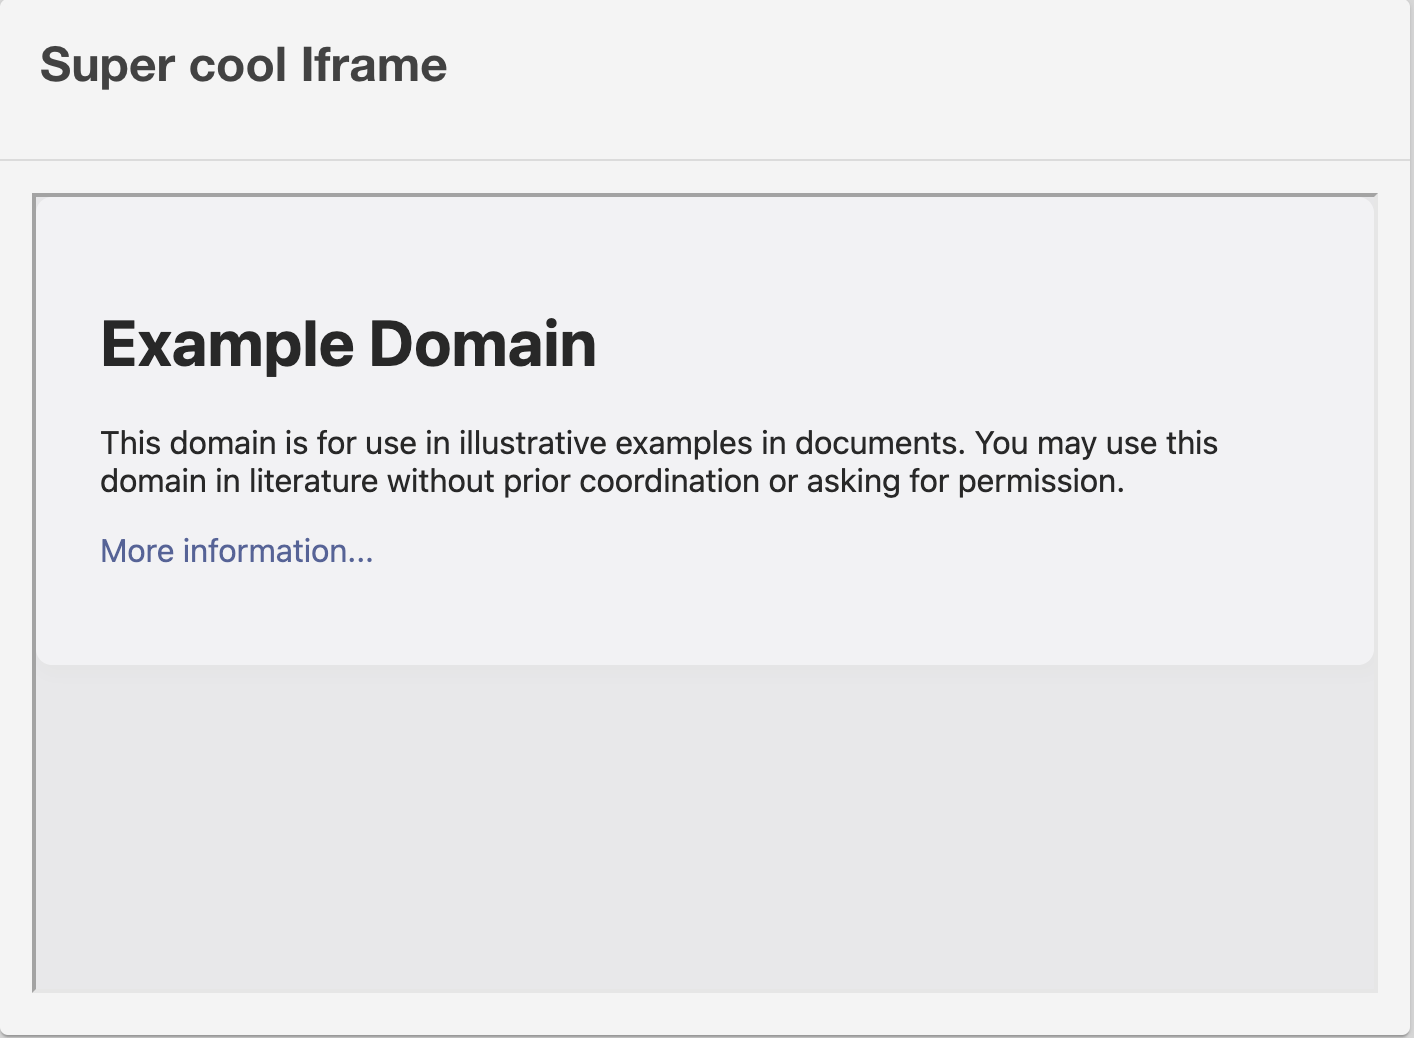 Super cool Iframe
Example Domain
This domain is for use in illustrative examples in documents. You may use this
domain in literature without prior coordination or asking for permission.
More information...